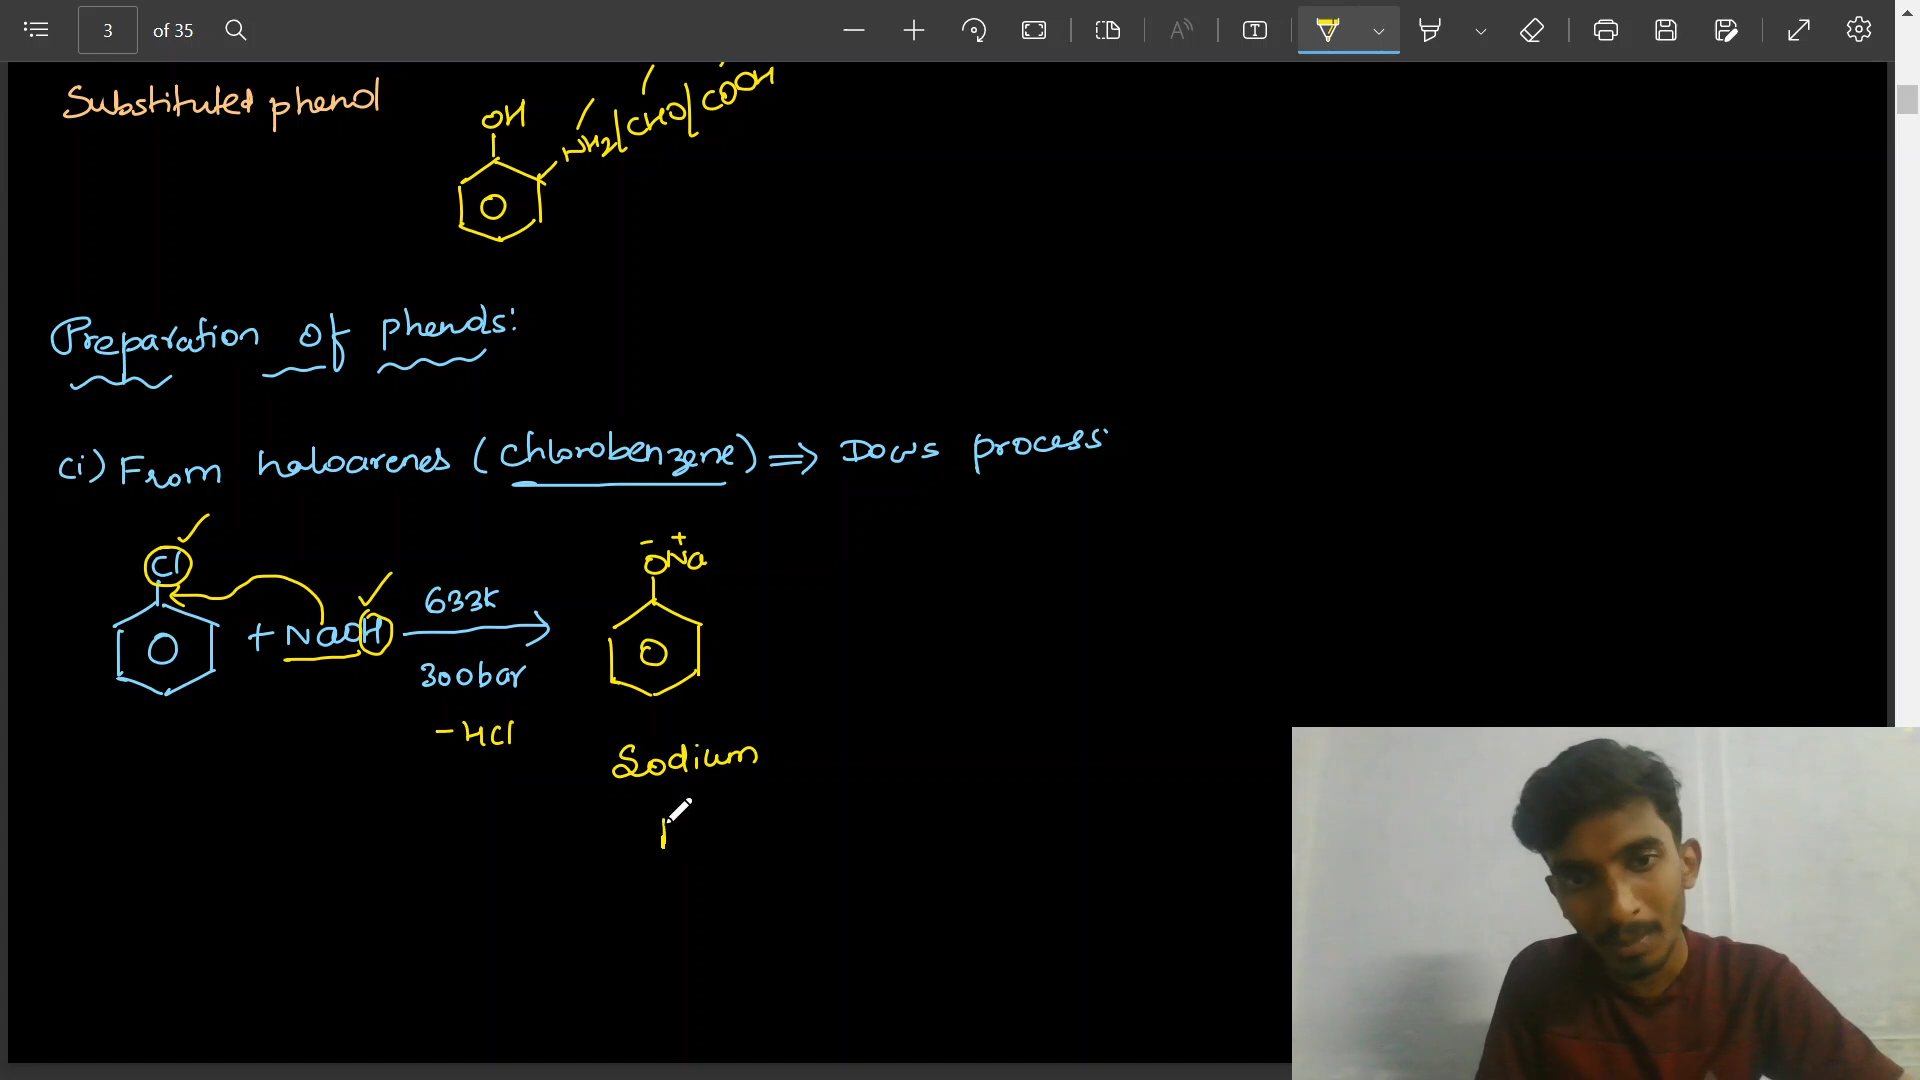 3 of 35
Substituted phenol
OH
NH2/CHO/COOH
Preparation of phenols:
(i) From haloarenes (chlorobenzene) ⇒ Dows process
Cl
- +
ONa
+ NaOH
633K
300bar
- HCl
Sodium